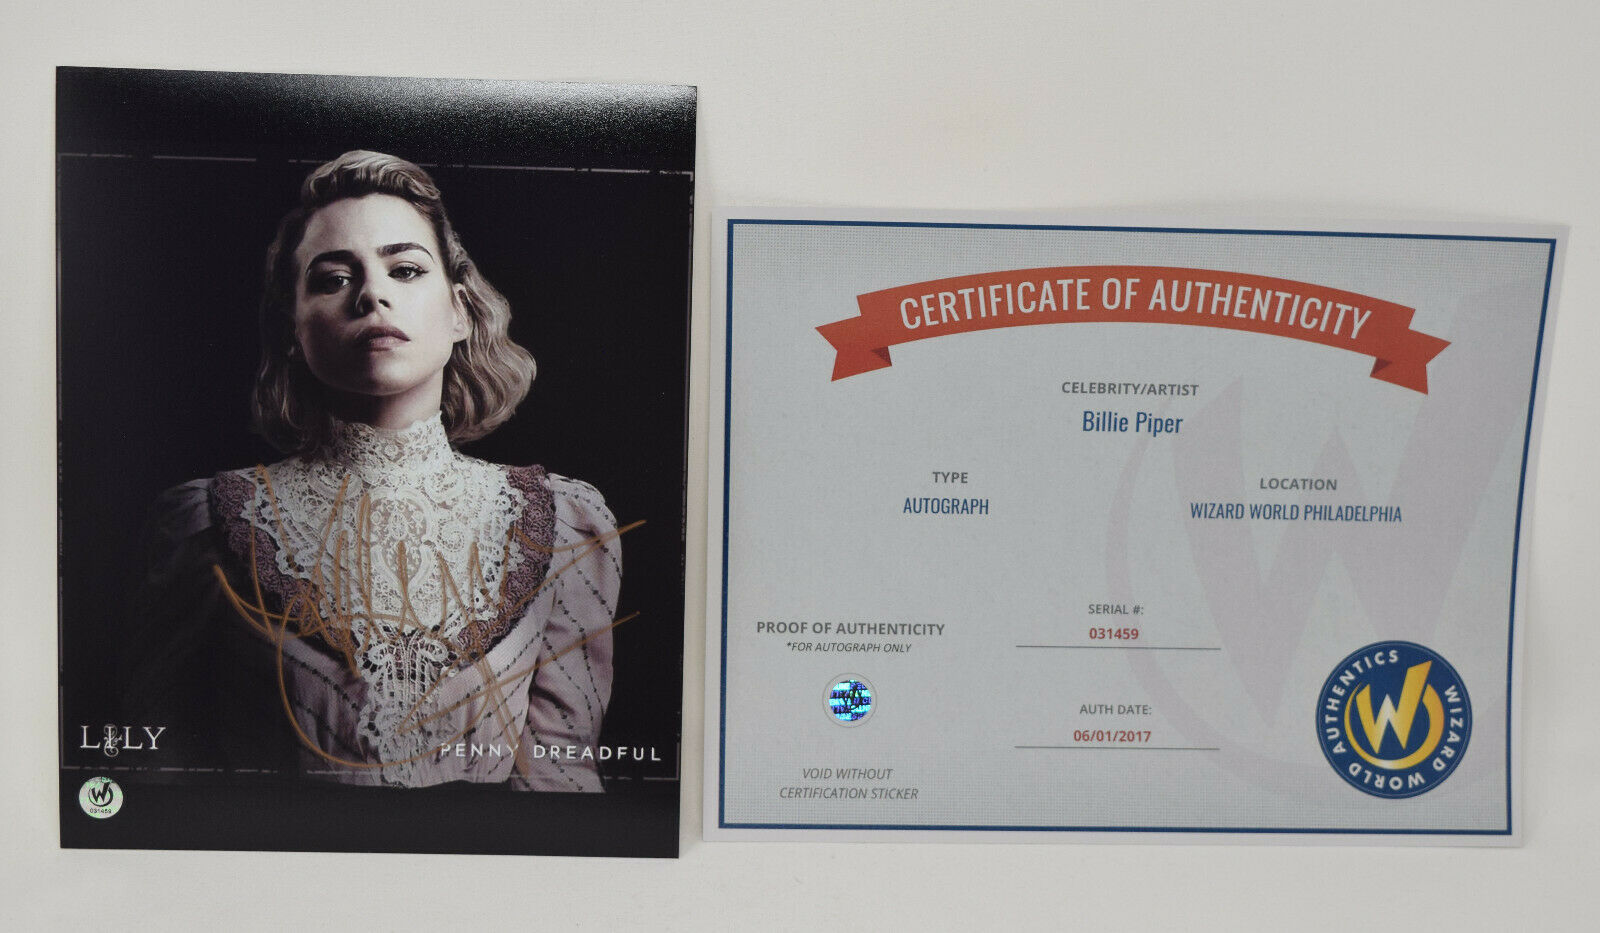 LILY
PENNY DREADFUL
W
031459
CERTIFICATE OF AUTHENTICITY
CELEBRITY/ARTIST
Billie Piper
TYPE
AUTOGRAPH
LOCATION
WIZARD WORLD PHILADELPHIA
PROOF OF AUTHENTICITY
*FOR AUTOGRAPH ONLY
SERIAL #:
031459
AUTH DATE:
06/01/2017
VOID WITHOUT
CERTIFICATION STICKER
W
WIZARD WORLD AUTHENTICS